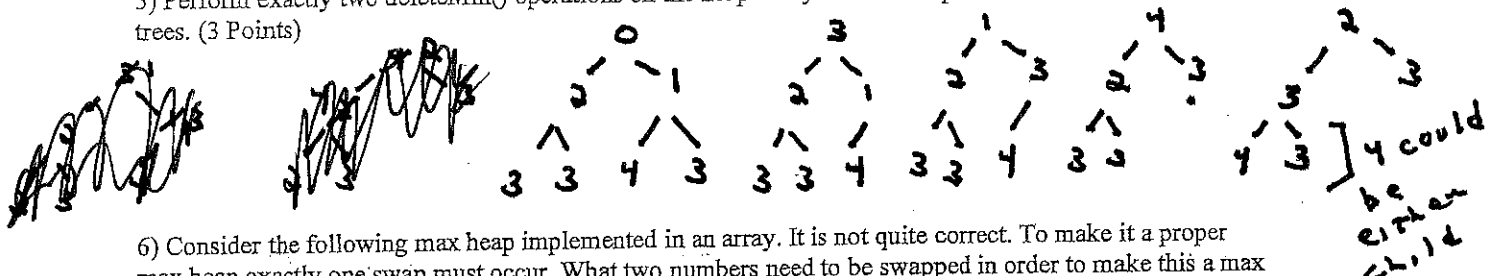 5) Perform exactly two deleteMin() operations on the
trees. (3 Points)
0
2 1
3 3 4 3
3
2 1
3 3 4
1
2 3
3 3 4
4
2 3
3 3
2
3 3
4 3
] 4 could
be
either
child
6) Consider the following max heap implemented in an array. It is not quite correct. To make it a proper
max heap exactly one swap must occur. What two numbers need to be swapped in order to make this a max